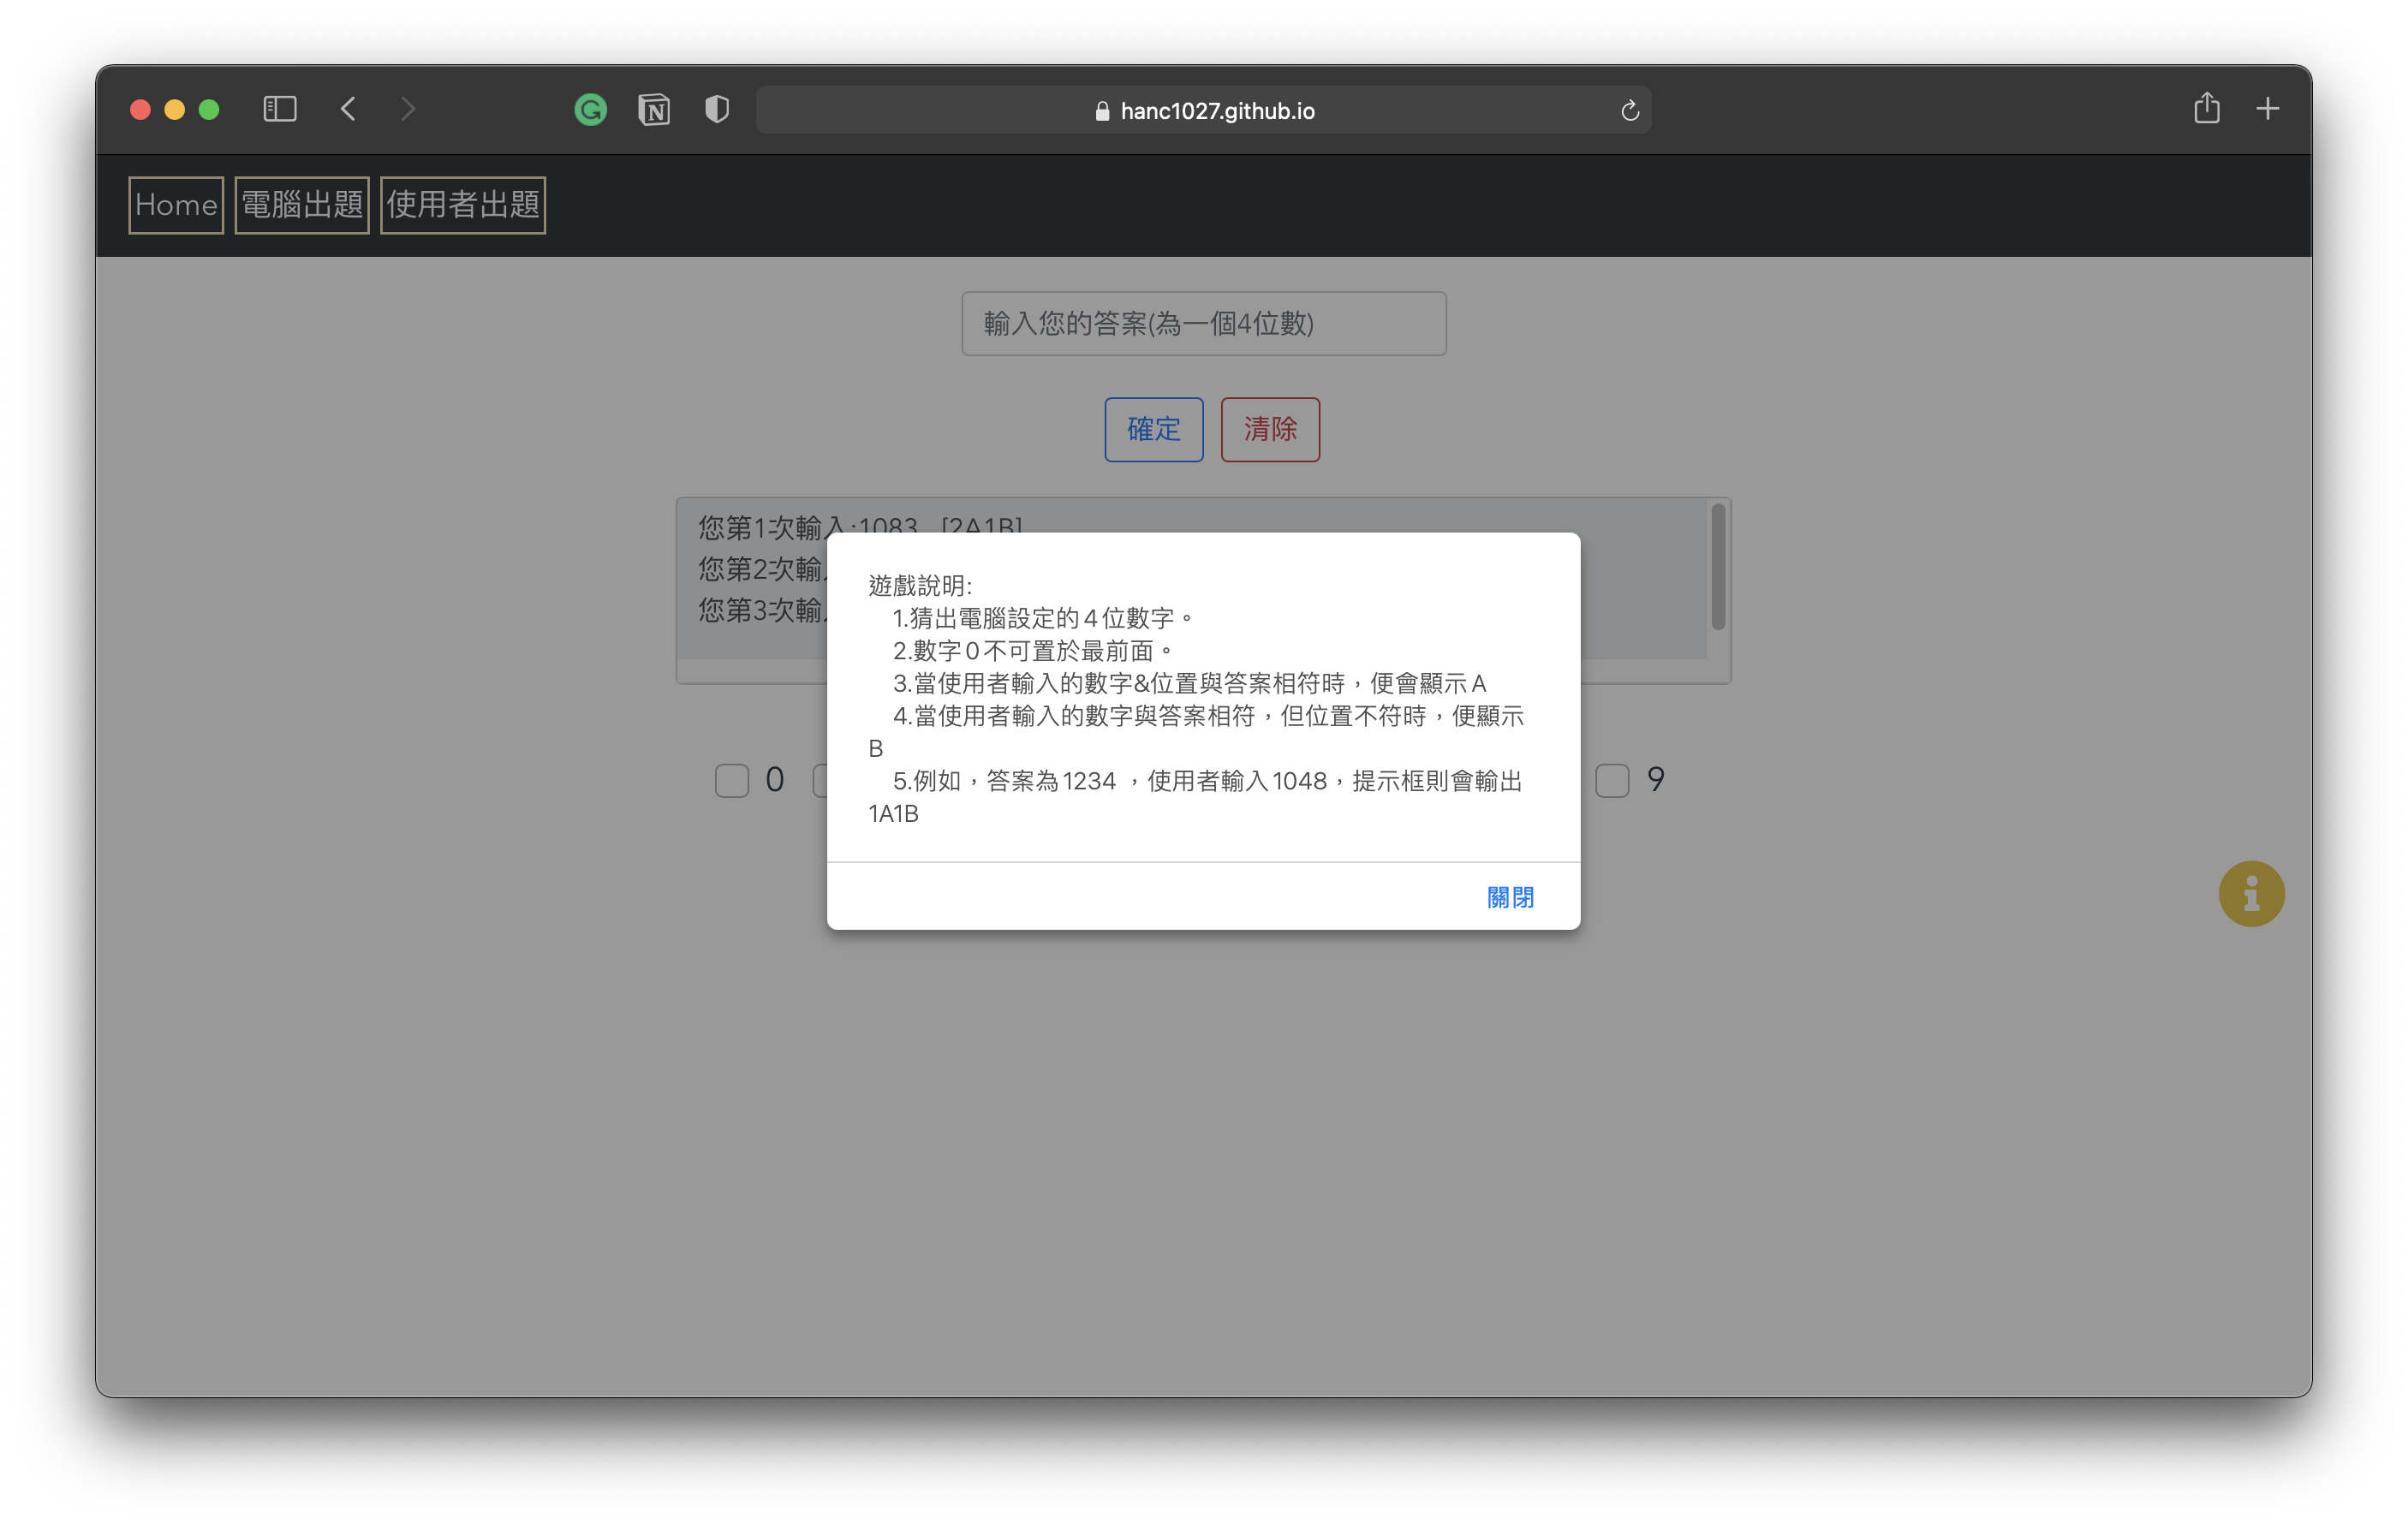 hanc1027.github.io
Home 電腦出題 使用者出題
輸入您的答案(為一個4位數)
確定 清除
您第1次輸入:1083 [2A1B]
您第2次輸
您第3次輸
遊戲說明:
1.猜出電腦設定的4位數字。
2.數字0不可置於最前面。
3.當使用者輸入的數字&位置與答案相符時，便會顯示A
4.當使用者輸入的數字與答案相符，但位置不符時，便顯示
B
5.例如，答案為1234 ，使用者輸入1048，提示框則會輸出
1A1B
0 9
關閉